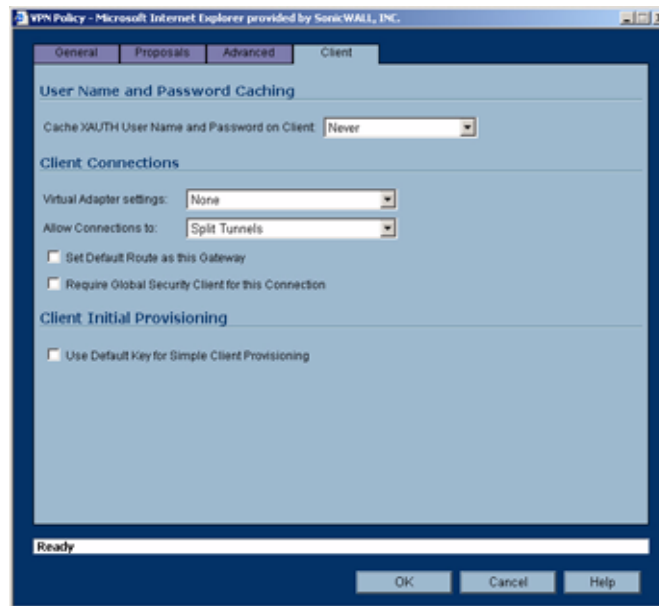 VPN Policy - Microsoft Internet Explorer provided by SonicWALL, INC.
General Proposals Advanced Client
User Name and Password Caching
Cache XAUTH User Name and Password on Client: Never
Client Connections
Virtual Adapter settings: None
Allow Connections to: Split Tunnels
Set Default Route as this Gateway
Require Global Security Client for this Connection
Client Initial Provisioning
Use Default Key for Simple Client Provisioning
Ready
OK Cancel Help